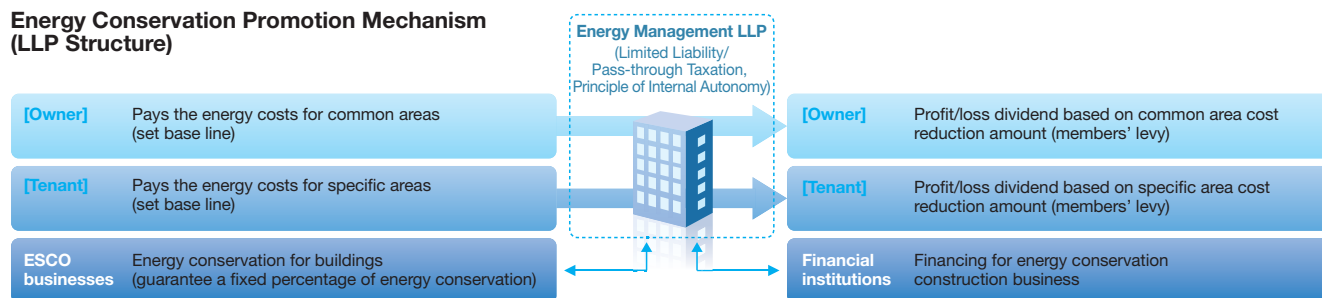 Energy Conservation Promotion Mechanism
(LLP Structure)
Energy Management LLP
(Limited Liability/
Pass-through Taxation,
Principle of Internal Autonomy)
[Owner] Pays the energy costs for common areas
(set base line)
[Owner] Profit/loss dividend based on common area cost
reduction amount (members' levy)
[Tenant] Pays the energy costs for specific areas
(set base line)
[Tenant] Profit/loss dividend based on specific area cost
reduction amount (members' levy)
ESCO Energy conservation for buildings
businesses (guarantee a fixed percentage of energy conservation)
Financial Financing for energy conservation
institutions construction business